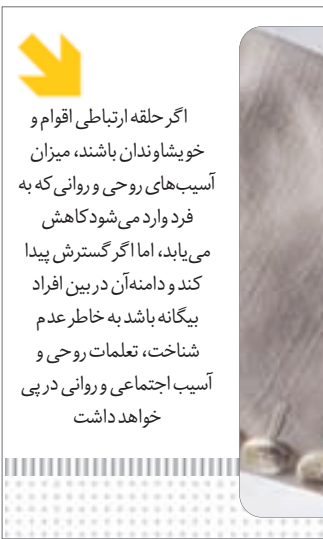 اگر حلقه ارتباطی اقوام و
خویشاوندان باشند، میزان
آسیب‌های روحی و روانی که به
فرد وارد می‌شود کاهش
می‌یابد، اما اگر گسترش پیدا
کند و دامنه‌آن در بین افراد
بیگانه باشد به خاطر عدم
شناخت، تعلمات روحی و
آسیب اجتماعی و روانی در پی
خواهد داشت